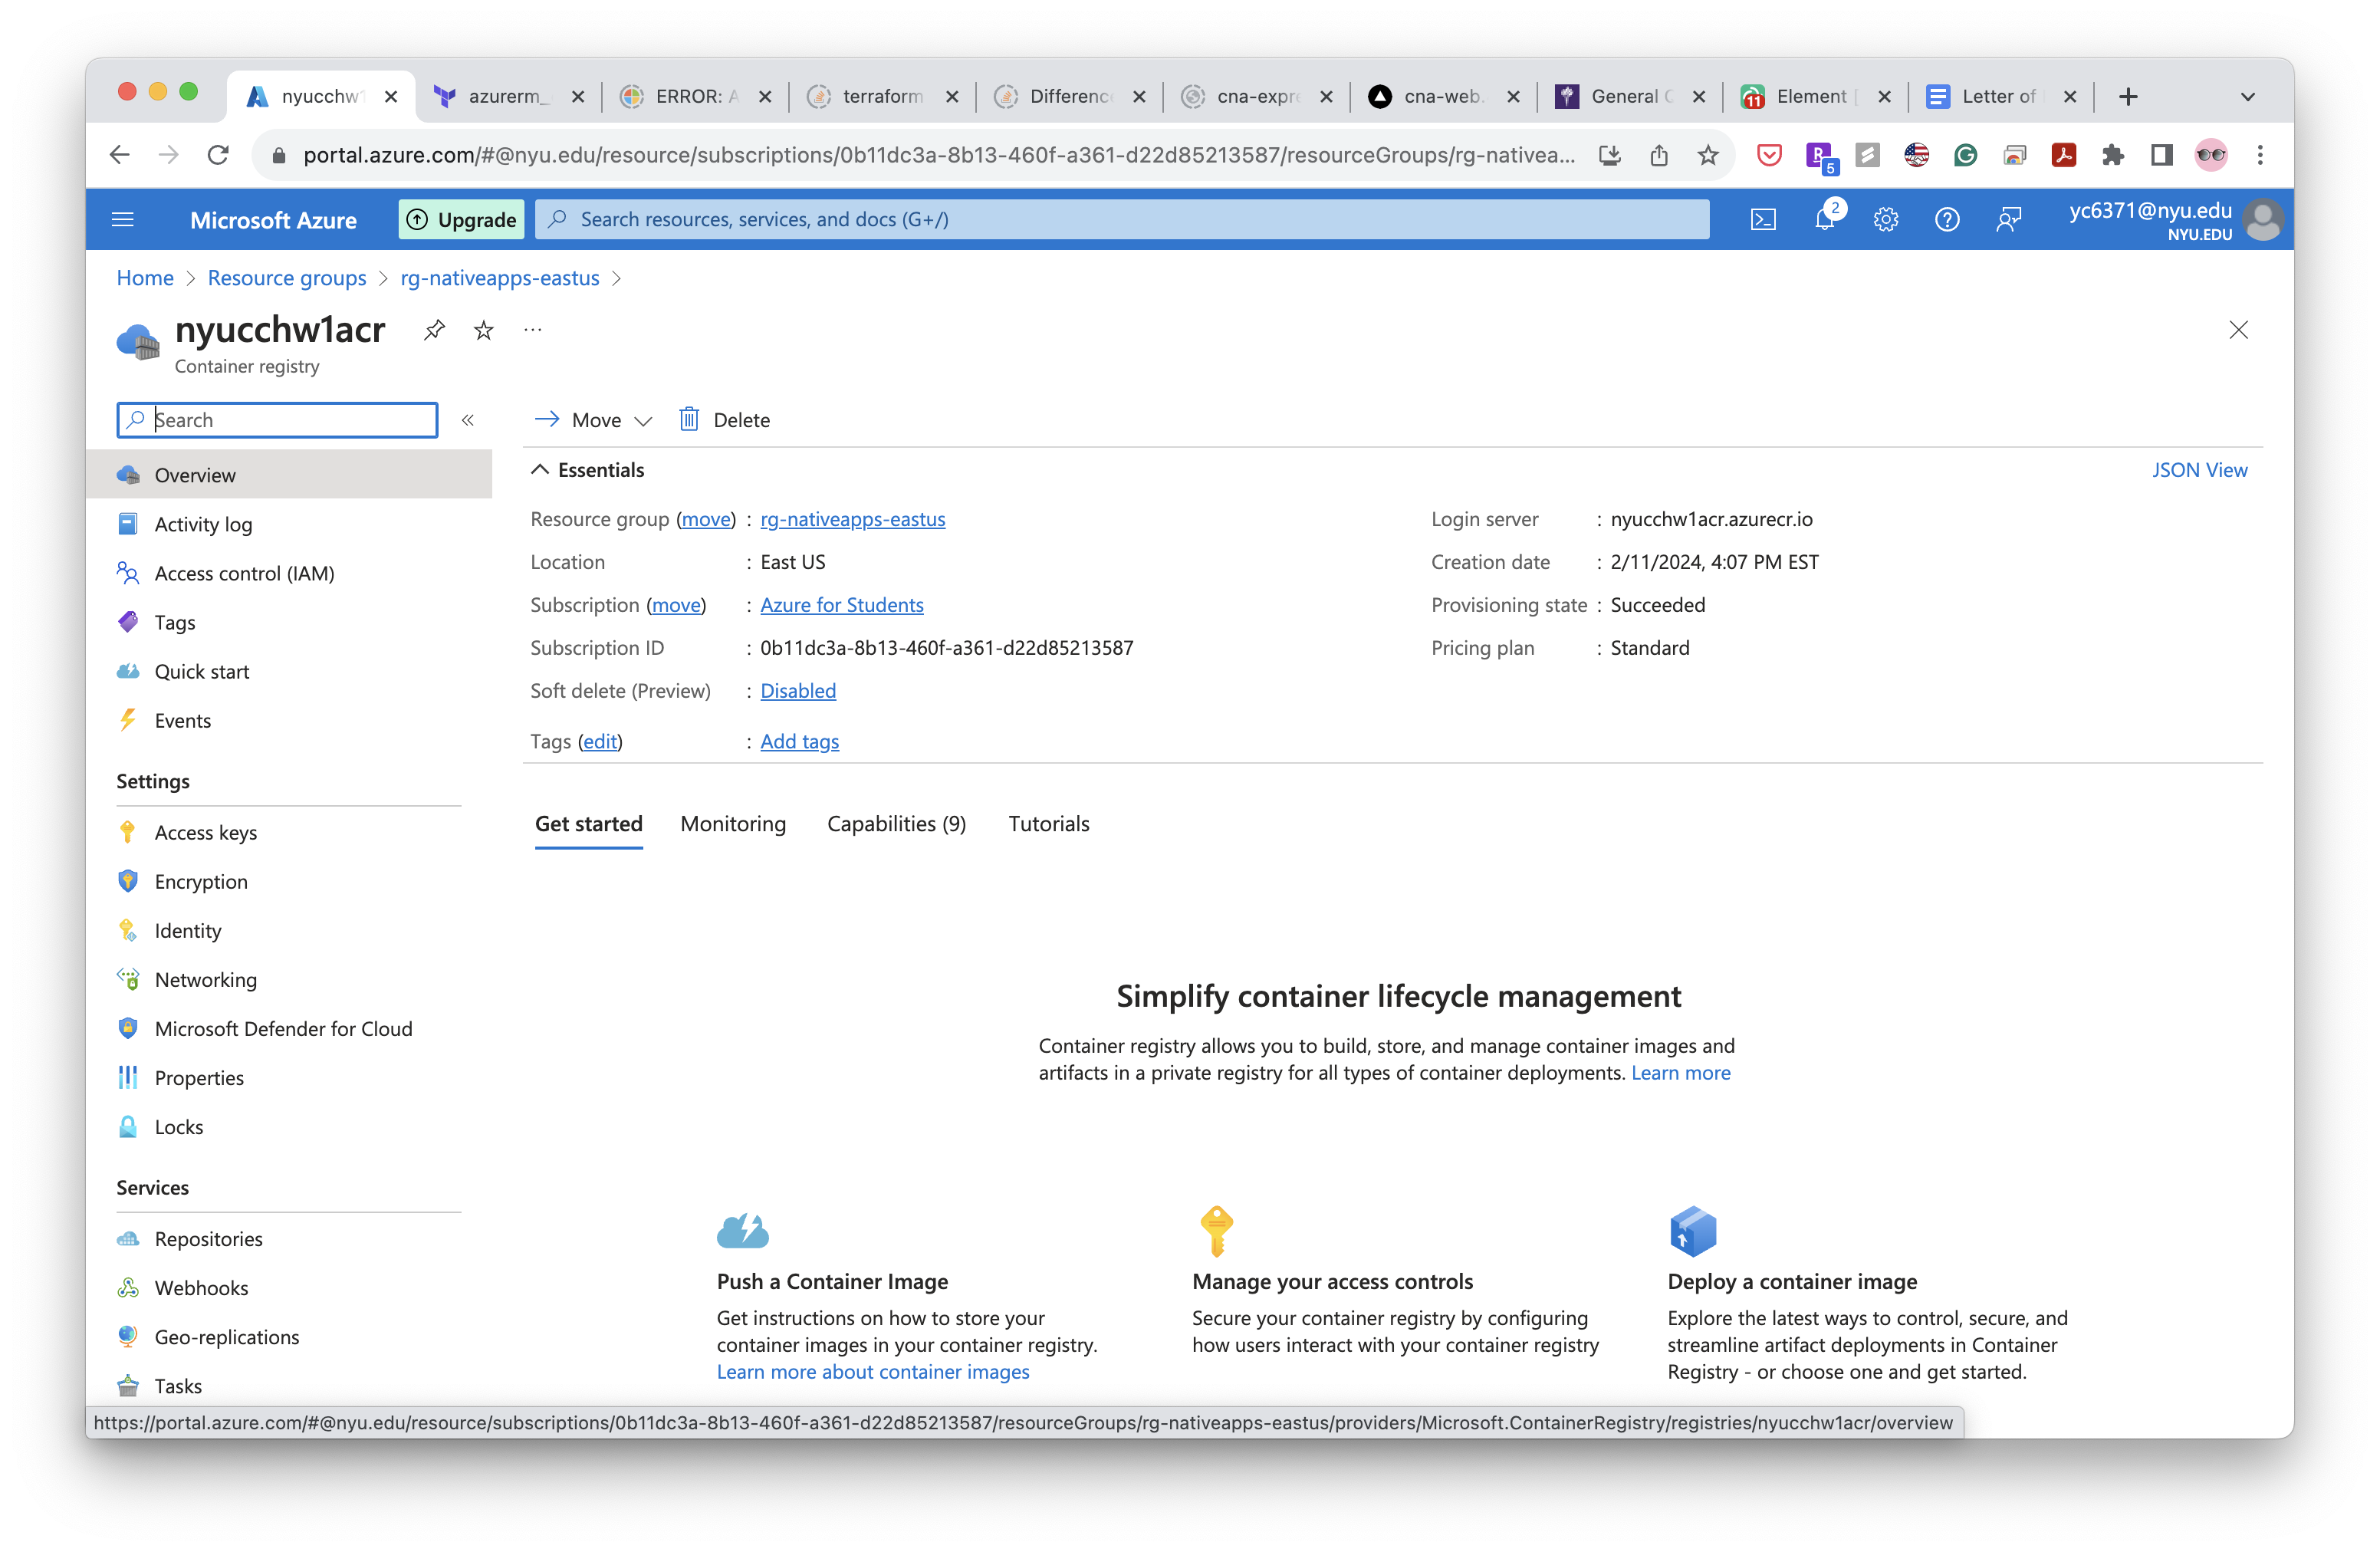 nyucchw1
azurerm_
ERROR: A
terraform
Difference
cna-expre
cna-web.
General C
11
Element [
Letter of
portal.azure.com/#@nyu.edu/resource/subscriptions/0b11dc3a-8b13-460f-a361-d22d85213587/resourceGroups/rg-nativea...
5
Microsoft Azure
Upgrade
Search resources, services, and docs (G+/)
2
yc6371@nyu.edu
NYU.EDU
Home > Resource groups > rg-nativeapps-eastus >
nyucchw1acr
...
Container registry
Search
«
Move
Delete
Overview
Activity log
Access control (IAM)
Tags
Quick start
Events
Settings
Access keys
Encryption
Identity
Networking
Microsoft Defender for Cloud
Properties
Locks
Services
Repositories
Webhooks
Geo-replications
Tasks
Essentials
JSON View
Resource group (move) : rg-nativeapps-eastus
Location : East US
Subscription (move) : Azure for Students
Subscription ID : 0b11dc3a-8b13-460f-a361-d22d85213587
Soft delete (Preview) : Disabled
Tags (edit) : Add tags
Login server : nyucchw1acr.azurecr.io
Creation date : 2/11/2024, 4:07 PM EST
Provisioning state : Succeeded
Pricing plan : Standard
Get started
Monitoring
Capabilities (9)
Tutorials
Simplify container lifecycle management
Container registry allows you to build, store, and manage container images and
artifacts in a private registry for all types of container deployments. Learn more
Push a Container Image
Get instructions on how to store your
container images in your container registry.
Learn more about container images
Manage your access controls
Secure your container registry by configuring
how users interact with your container registry
Deploy a container image
Explore the latest ways to control, secure, and
streamline artifact deployments in Container
Registry - or choose one and get started.
https://portal.azure.com/#@nyu.edu/resource/subscriptions/0b11dc3a-8b13-460f-a361-d22d85213587/resourceGroups/rg-nativeapps-eastus/providers/Microsoft.ContainerRegistry/registries/nyucchw1acr/overview